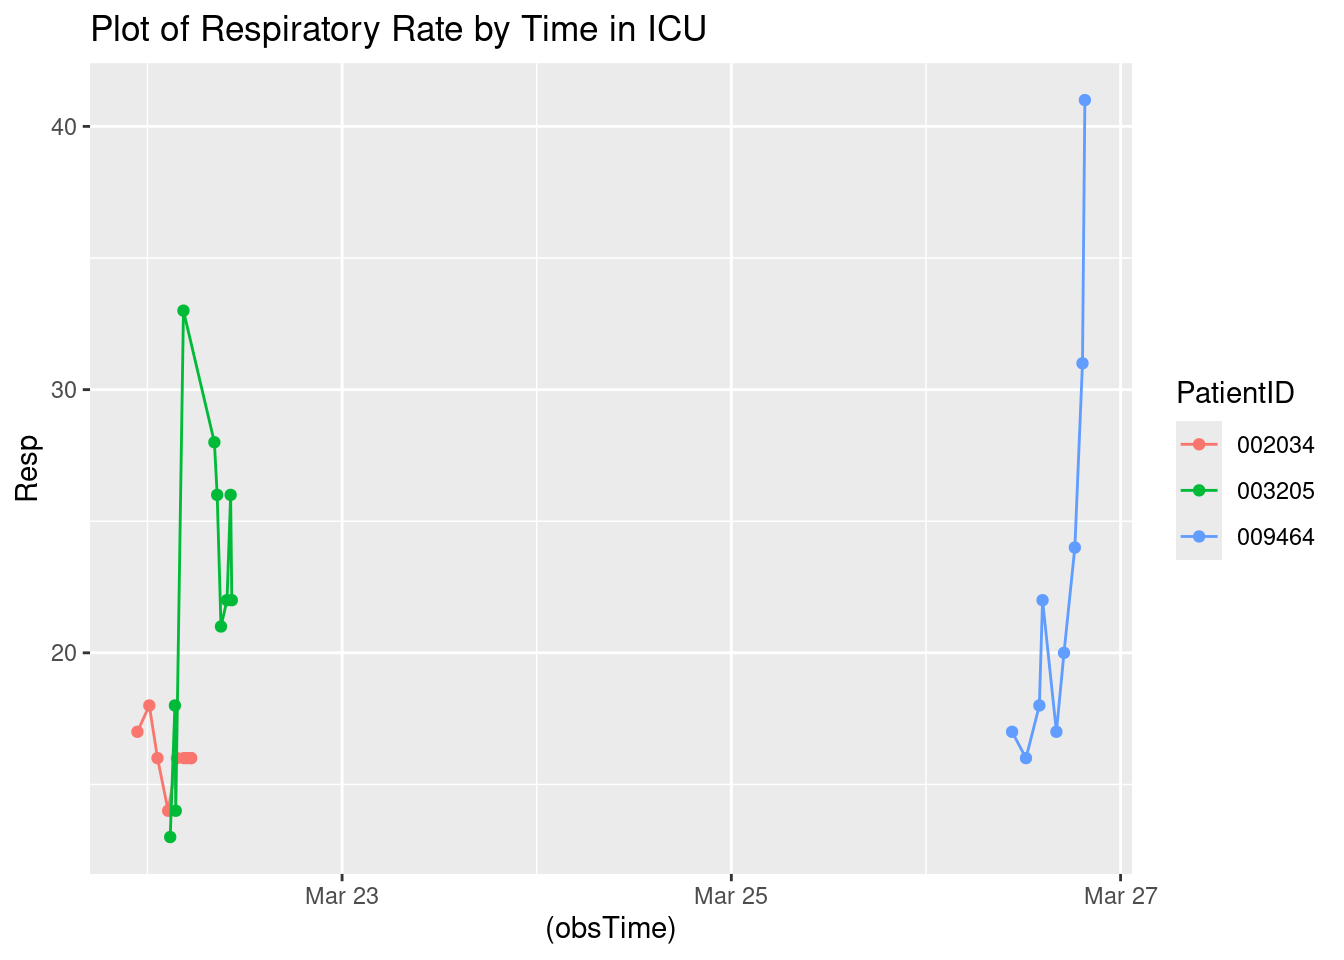 Plot of Respiratory Rate by Time in ICU
40
30
20
Resp
Mar 23
Mar 25
Mar 27
(obsTime)
PatientID
002034
003205
009464